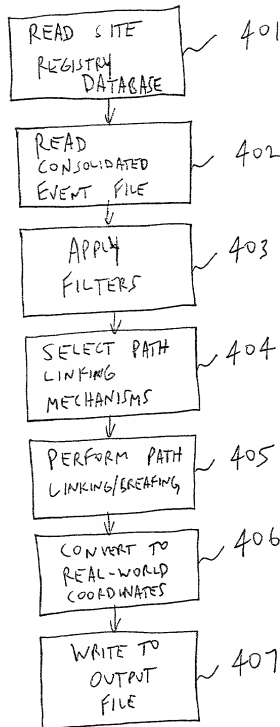 READ SITE
REGISTRY
DATABASE
401
READ
CONSOLIDATED
EVENT FILE
402
APPLY
FILTERS
403
SELECT PATH
LINKING
MECHANISMS
404
PERFORM PATH
LINKING/BREAKING
405
CONVERT TO
REAL-WORLD
COORDINATES
406
WRITE TO
OUTPUT
FILE
407